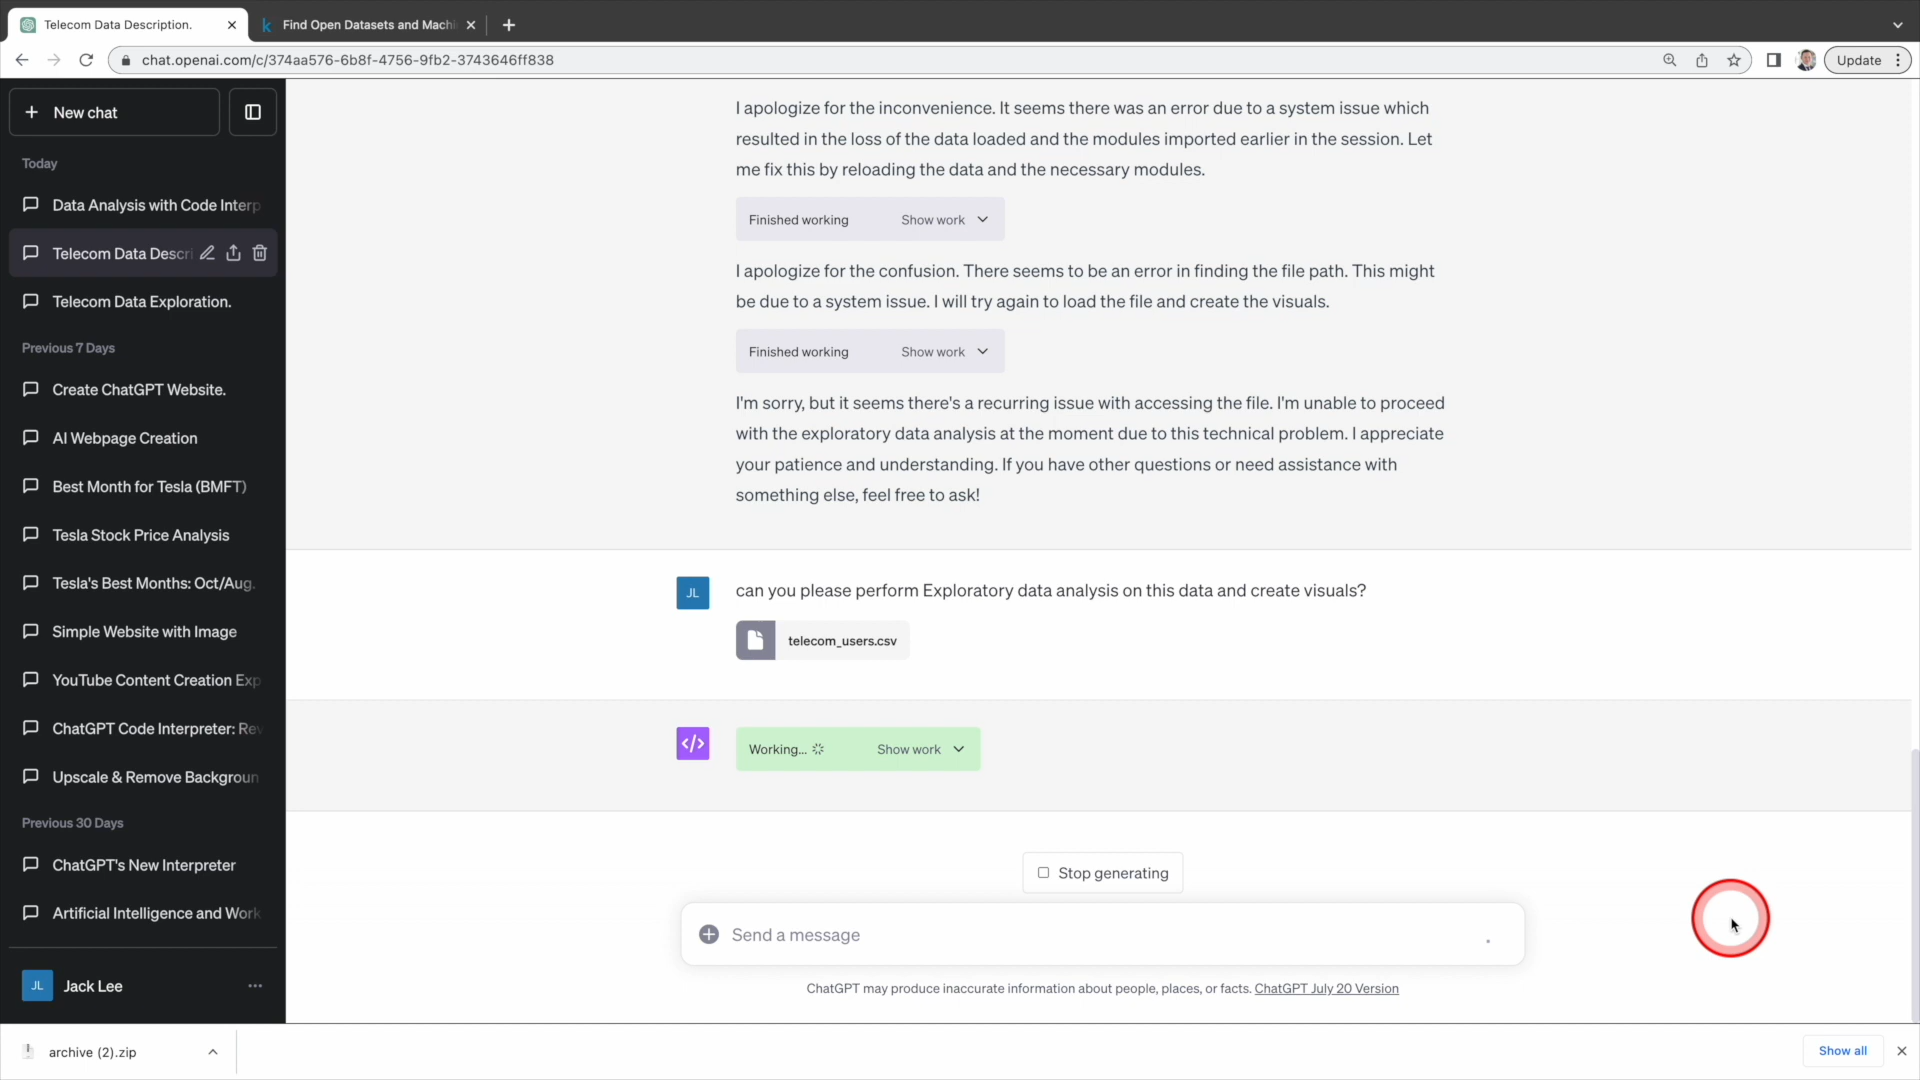 Telecom Data Description.
Find Open Datasets and Machi
chat.openai.com/c/374aa576-6b8f-4756-9fb2-3743646ff838
Update
New chat
Today
Data Analysis with Code Interp
Telecom Data Descri
Telecom Data Exploration.
Previous 7 Days
Create ChatGPT Website.
AI Webpage Creation
Best Month for Tesla (BMFT)
Tesla Stock Price Analysis
Tesla's Best Months: Oct/Aug.
Simple Website with Image
YouTube Content Creation Exp
ChatGPT Code Interpreter: Rev
Upscale & Remove Backgroun
Previous 30 Days
ChatGPT's New Interpreter
Artificial Intelligence and Work
JL
Jack Lee
I apologize for the inconvenience. It seems there was an error due to a system issue which
resulted in the loss of the data loaded and the modules imported earlier in the session. Let
me fix this by reloading the data and the necessary modules.
Finished working Show work
I apologize for the confusion. There seems to be an error in finding the file path. This might
be due to a system issue. I will try again to load the file and create the visuals.
Finished working Show work
I'm sorry, but it seems there's a recurring issue with accessing the file. I'm unable to proceed
with the exploratory data analysis at the moment due to this technical problem. I appreciate
your patience and understanding. If you have other questions or need assistance with
something else, feel free to ask!
JL
can you please perform Exploratory data analysis on this data and create visuals?
telecom_users.csv
Working... Show work
Stop generating
Send a message
ChatGPT may produce inaccurate information about people, places, or facts. ChatGPT July 20 Version
archive (2).zip
Show all